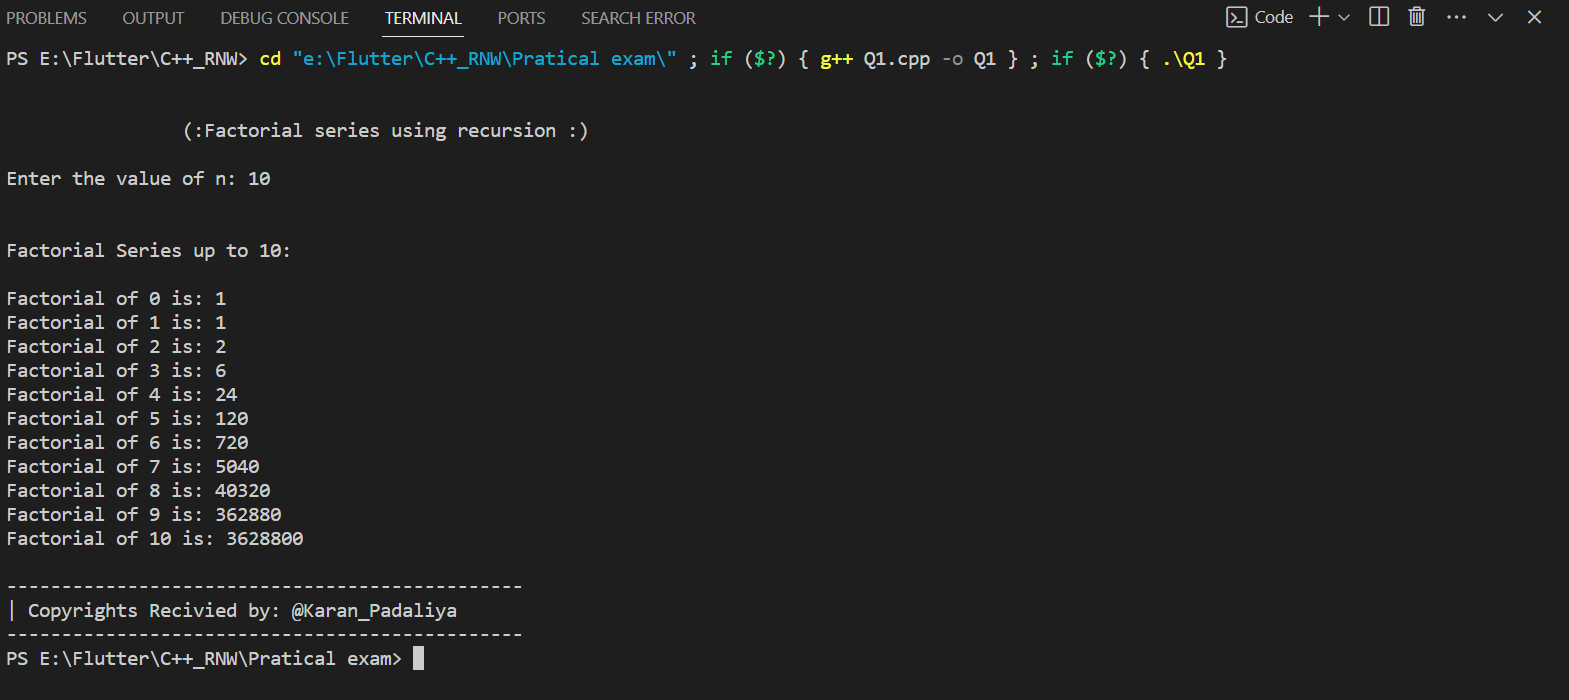 PROBLEMS OUTPUT DEBUG CONSOLE TERMINAL PORTS SEARCH ERROR Code
PS E:\Flutter\C++_RNW> cd "e:\Flutter\C++_RNW\Pratical exam\" ; if ($?) { g++ Q1.cpp -o Q1 } ; if ($?) { .\Q1 }
(:Factorial series using recursion :)
Enter the value of n: 10
Factorial Series up to 10:
Factorial of 0 is: 1
Factorial of 1 is: 1
Factorial of 2 is: 2
Factorial of 3 is: 6
Factorial of 4 is: 24
Factorial of 5 is: 120
Factorial of 6 is: 720
Factorial of 7 is: 5040
Factorial of 8 is: 40320
Factorial of 9 is: 362880
Factorial of 10 is: 3628800
-----------------------------------------------
| Copyrights Recivied by: @Karan_Padaliya
-----------------------------------------------
PS E:\Flutter\C++_RNW\Pratical exam>